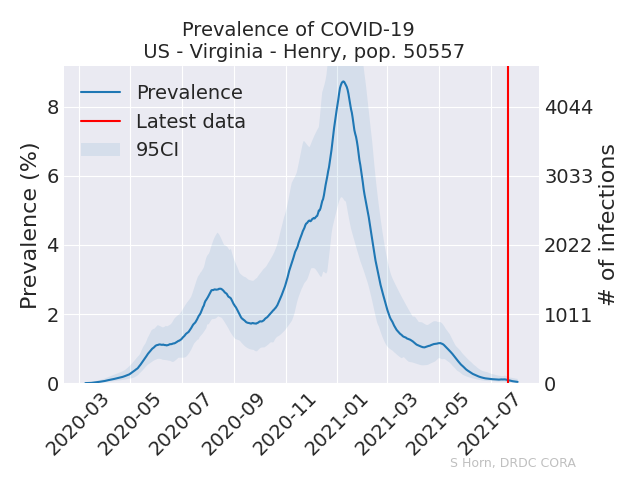 Prevalence of COVID-19
US - Virginia - Henry, pop. 50557
Prevalence
Latest data
95CI
Prevalence (%)
8
6
4
2
0
4044
3033
2022
1011
0
# of infections
2020-03
2020-05
2020-07
2020-09
2020-11
2021-01
2021-03
2021-05
2021-07
S Horn, DRDC CORA